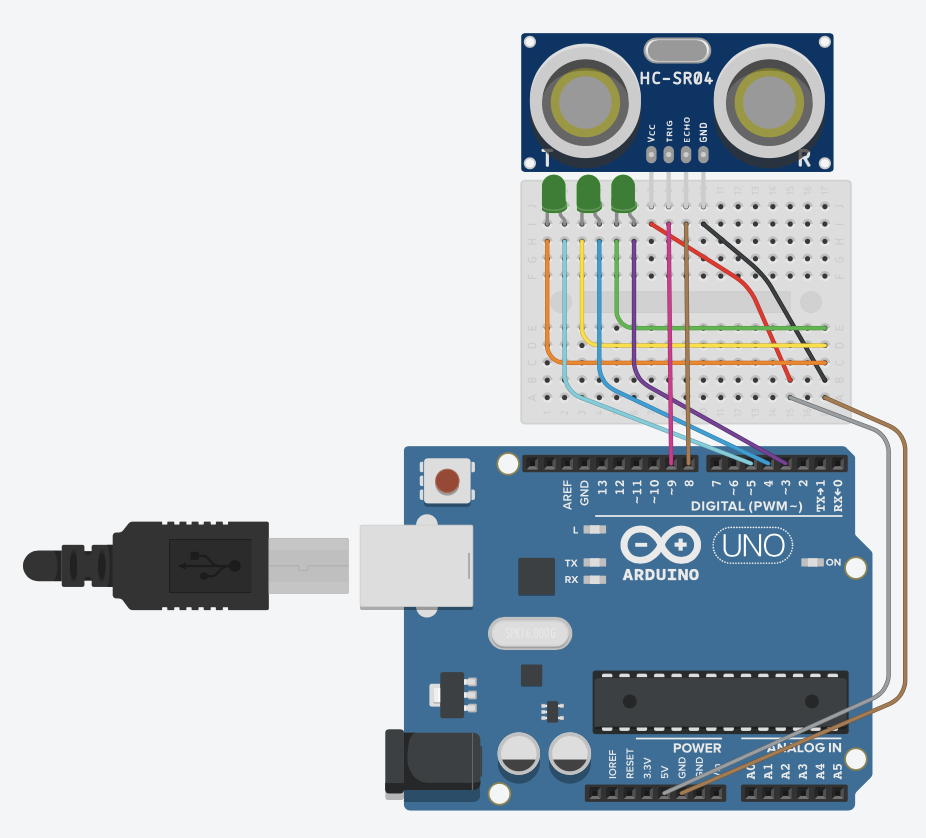 HC-SR04
VCC
TRIG
ECHO
GND
T
R
J
J
I
I
H
H
G
G
F
F
E
E
D
D
C
C
B
B
A
A
AREF
GND
13
12
~11
~10
~9
8
7
~6
~5
4
~3
2
TX→1
RX←0
DIGITAL (PWM~)
L
TX
RX
ARDUINO
UNO
ON
SPK16.000G
POWER
ANALOG IN
IOREF
RESET
3.3V
5V
GND
GND
A0
A1
A2
A3
A4
A5